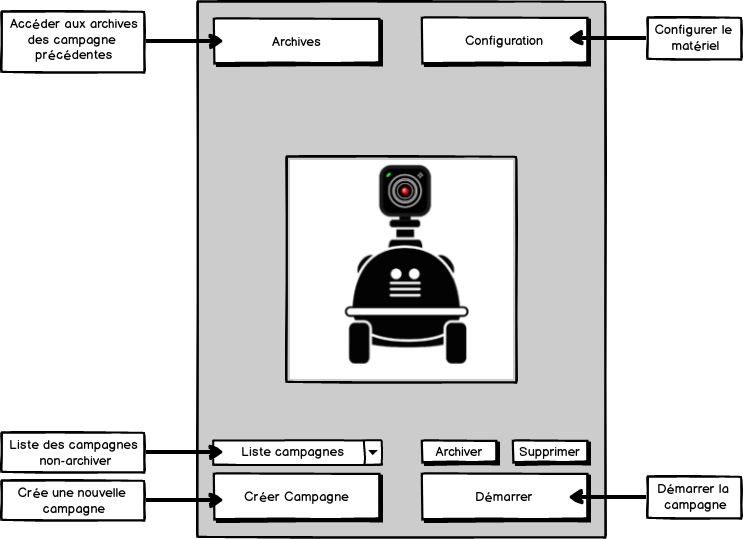 Accéder aux archives
des campagne
précédentes
Archives
Configuration
Configurer le
matériel
Liste des campagnes
non-archiver
Liste campagnes
Archiver
Supprimer
Crée une nouvelle
campagne
Créer Campagne
Démarrer
Démarrer la
campagne